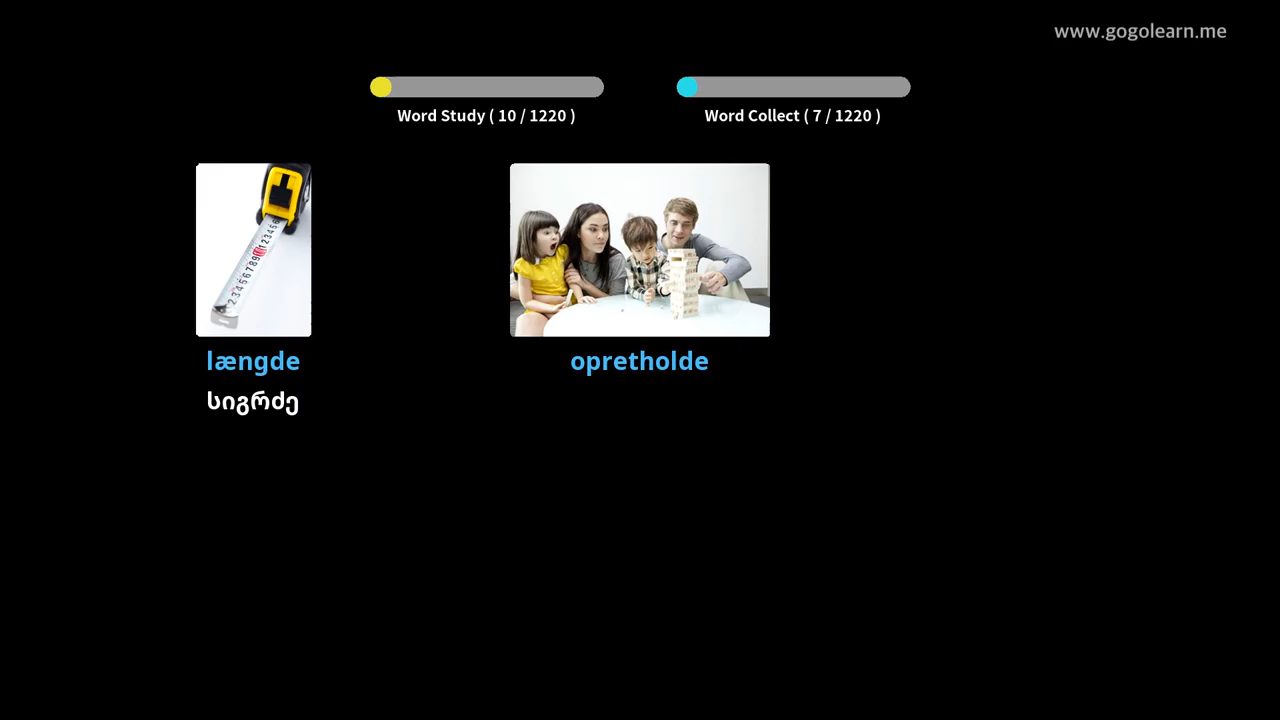 www.gogolearn.me
Word Study ( 10 / 1220 )
Word Collect ( 7 / 1220 )
længde
სიგრძე
opretholde